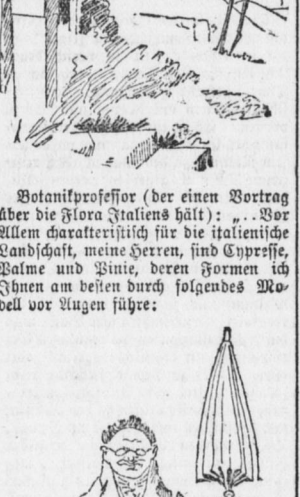 Botanikprofessor (der einen Vortrag
über die Flora Italiens hält): „..Vor
Allem charakteristisch für die italienische
Landschaft, meine Herren, sind Cypresse,
Palme und Pinie, deren Formen ich
Ihnen am besten durch folgendes Mo-
dell vor Augen führe: